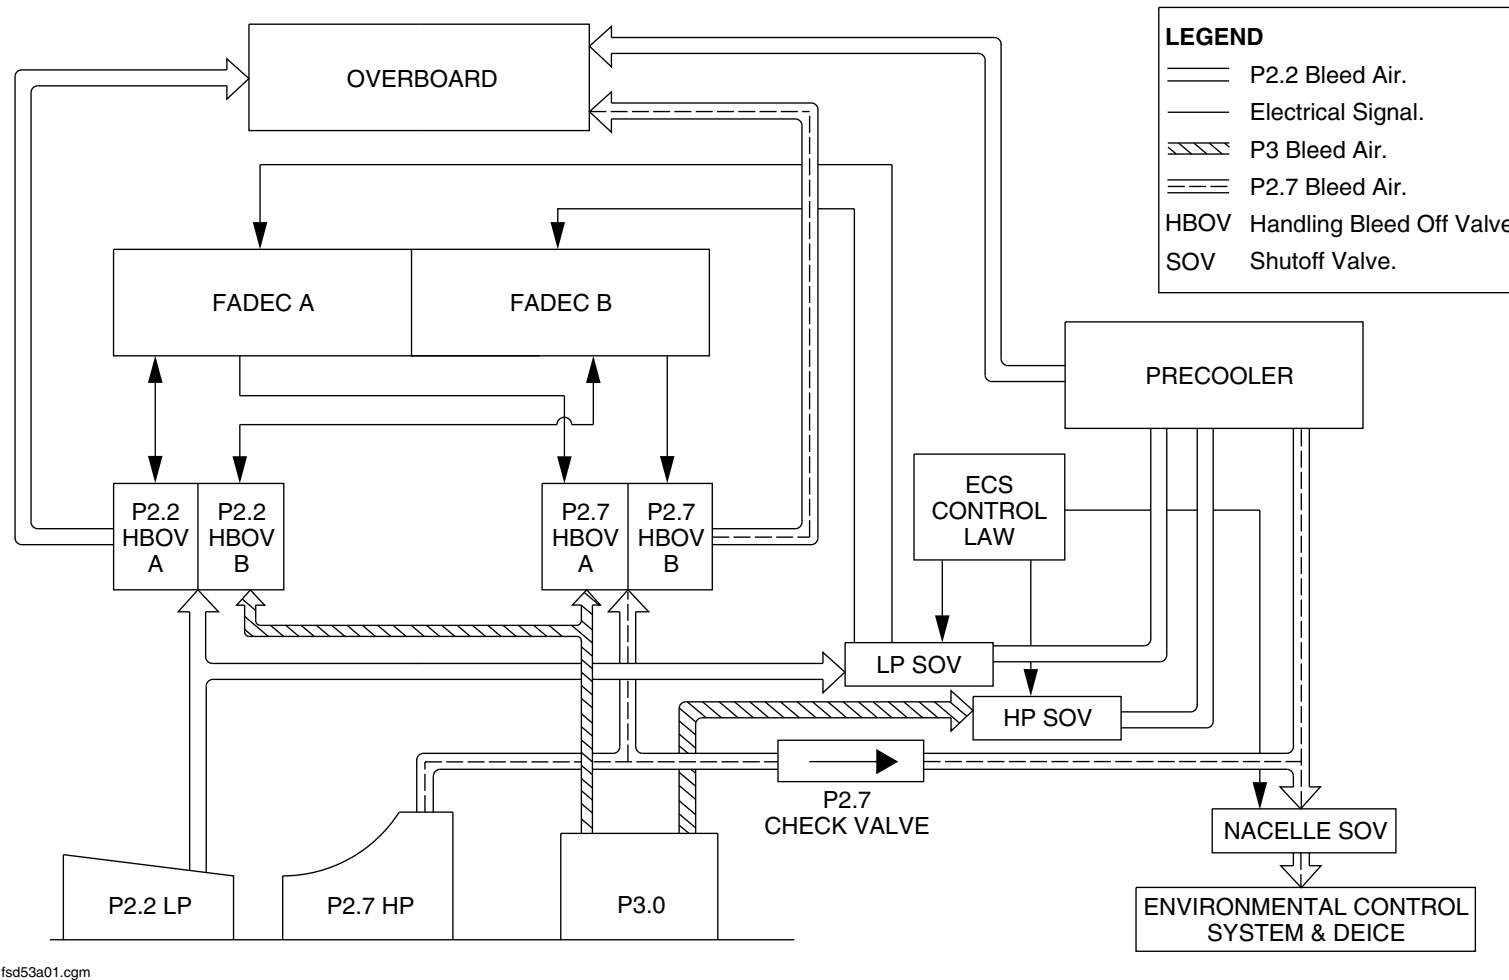 OVERBOARD
LEGEND
P2.2 Bleed Air.
Electrical Signal.
P3 Bleed Air.
P2.7 Bleed Air.
HBOV Handling Bleed Off Valve
SOV Shutoff Valve.
FADEC A
FADEC B
PRECOOLER
P2.2
HBOV
A
P2.2
HBOV
B
P2.7
HBOV
A
P2.7
HBOV
B
ECS
CONTROL
LAW
LP SOV
HP SOV
P2.7
CHECK VALVE
NACELLE SOV
P2.2 LP
P2.7 HP
P3.0
ENVIRONMENTAL CONTROL
SYSTEM & DEICE
fsd53a01.cgm